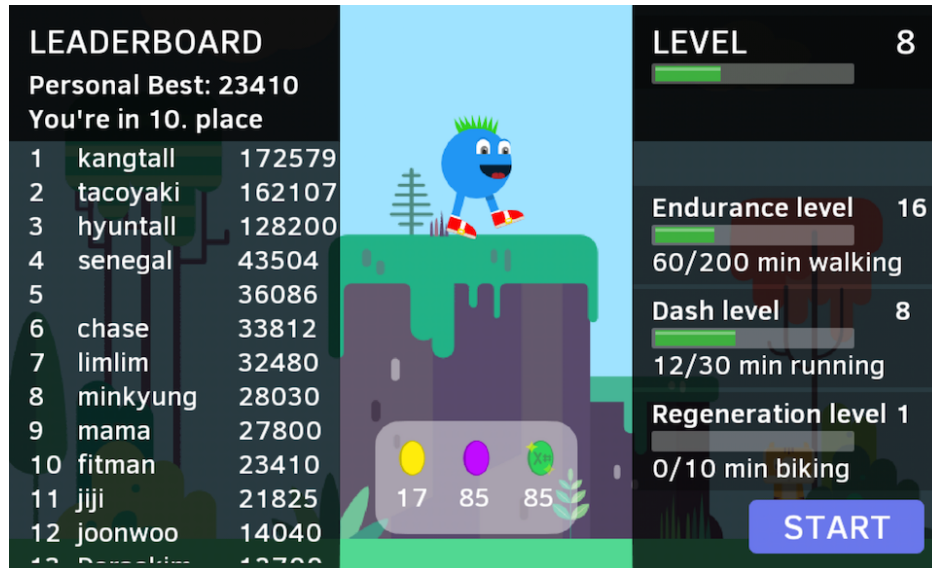 LEADERBOARD
Personal Best: 23410
You're in 10. place
1 kangtall 172579
2 tacoyaki 162107
3 hyuntall 128200
4 senegal 43504
5 36086
6 chase 33812
7 limlim 32480
8 minkyung 28030
9 mama 27800
10 fitman 23410
11 jiji 21825
12 joonwoo 14040
17 85 85
LEVEL 8
Endurance level 16
60/200 min walking
Dash level 8
12/30 min running
Regeneration level 1
0/10 min biking
START